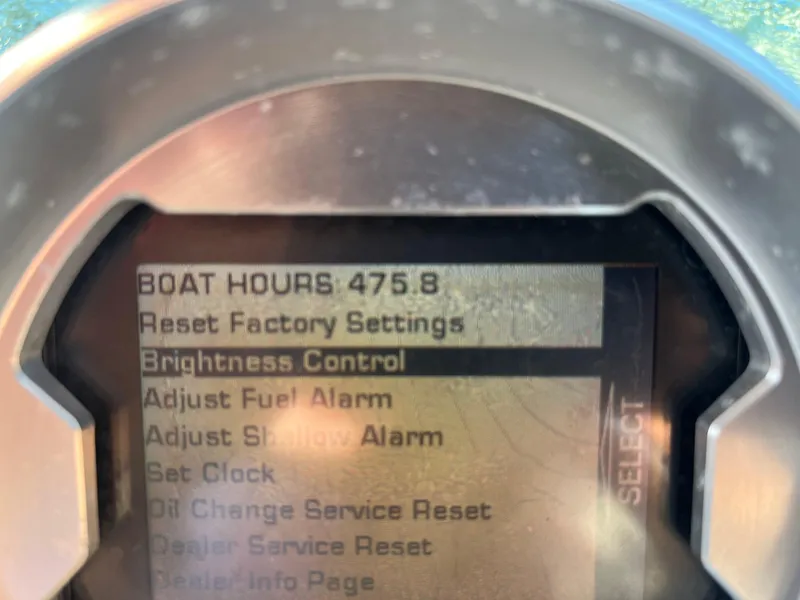 BOAT HOURS 475.8
Reset Factory Settings
Brightness Control
Adjust Fuel Alarm
Adjust Shallow Alarm
Set Clock
Oil Change Service Reset
Dealer Service Reset
Dealer Info Page
SELECT